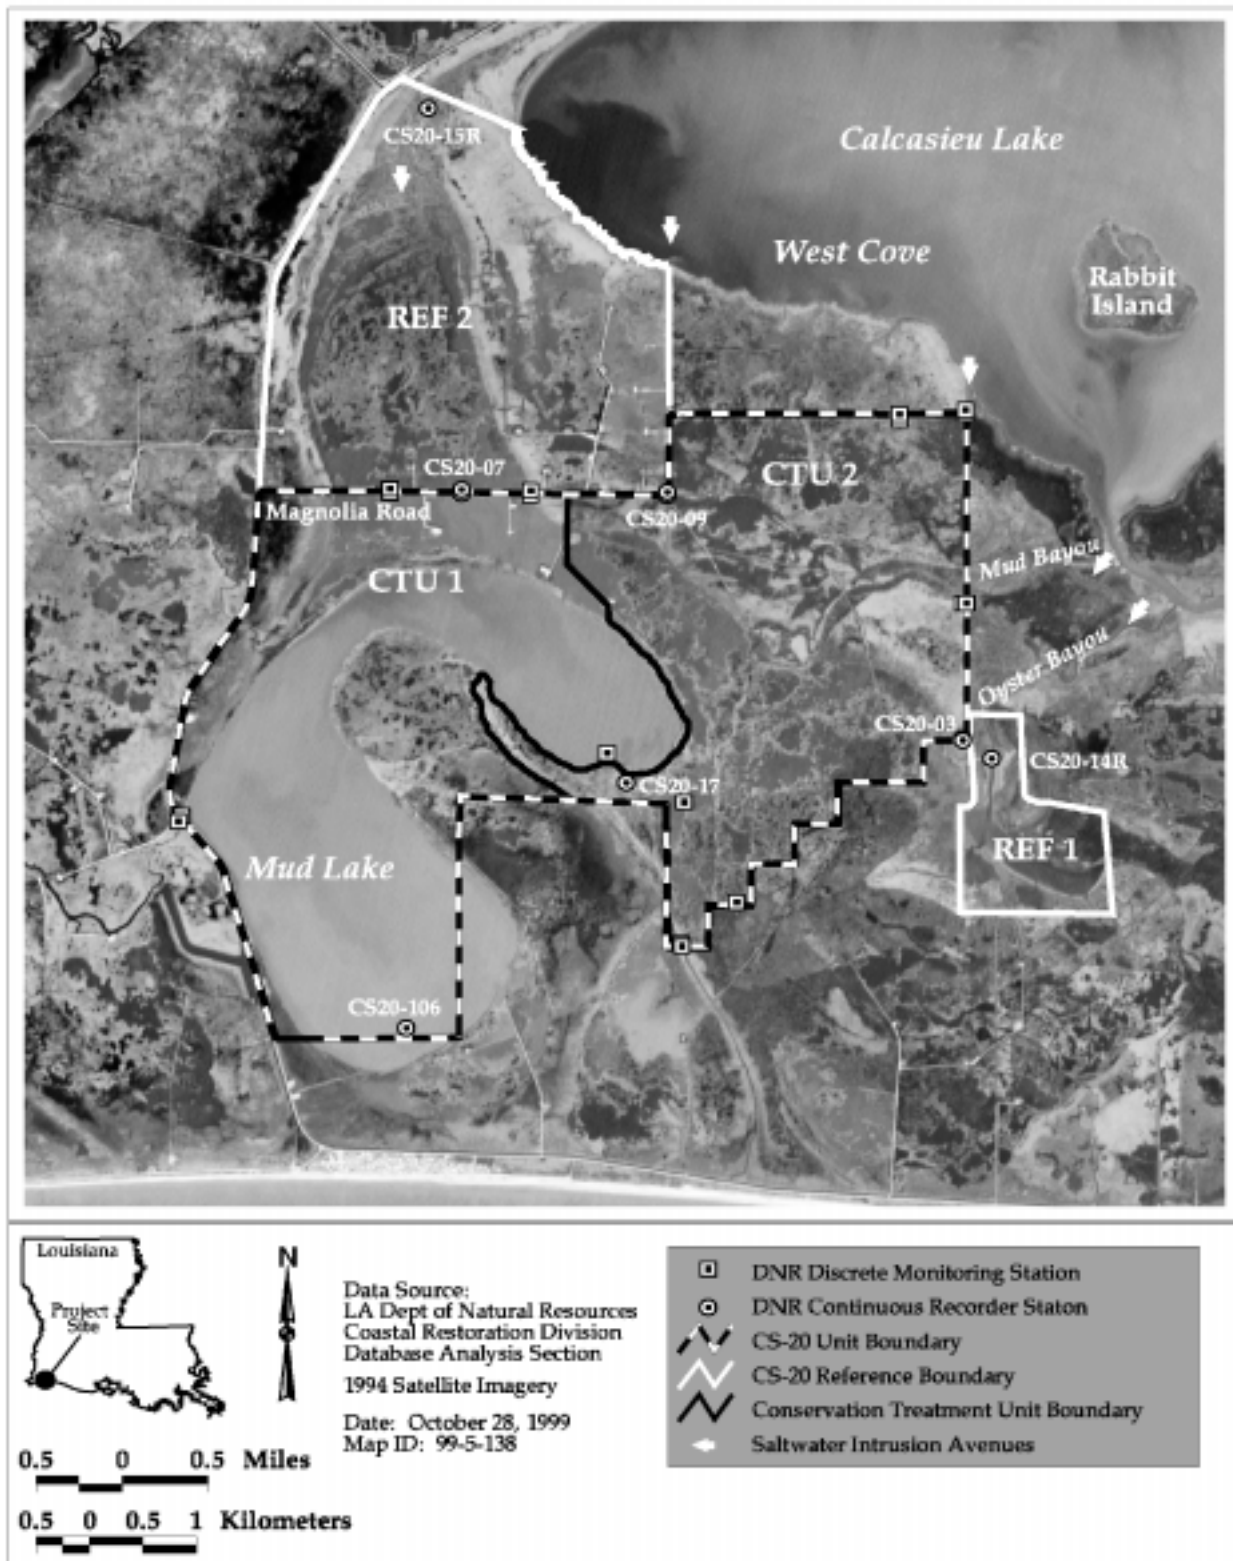 CS20-15R
Calcasieu Lake
West Cove
Rabbit
Island
REF 2
CS20-07
CTU 2
Magnolia Road
CS20-09
Mud Bayou
CTU 1
Oyster Bayou
CS20-03
CS20-14R
CS20-17
REF 1
Mud Lake
CS20-106
Louisiana
Project
Site
N
Data Source:
LA Dept of Natural Resources
Coastal Restoration Division
Database Analysis Section
1994 Satellite Imagery
Date: October 28, 1999
Map ID: 99-5-138
0.5 0 0.5 Miles
0.5 0 0.5 1 Kilometers
DNR Discrete Monitoring Station
DNR Continuous Recorder Staton
CS-20 Unit Boundary
CS-20 Reference Boundary
Conservation Treatment Unit Boundary
Saltwater Intrusion Avenues